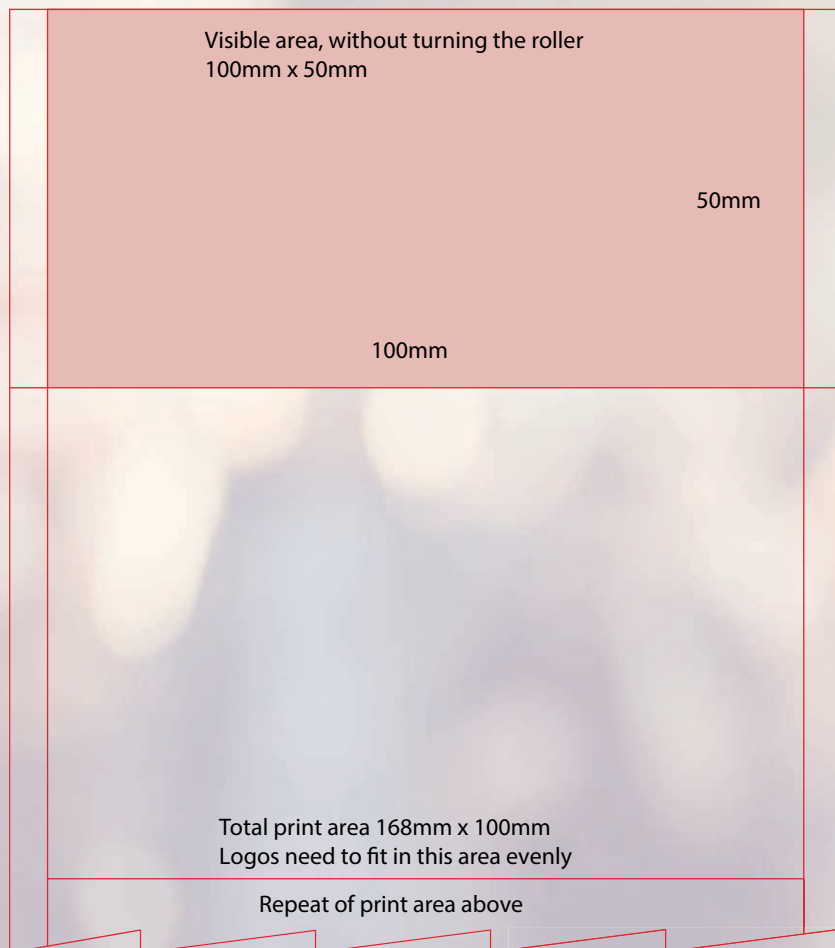 Visible area, without turning the roller
100mm x 50mm
50mm
100mm
Total print area 168mm x 100mm
Logos need to fit in this area evenly
Repeat of print area above